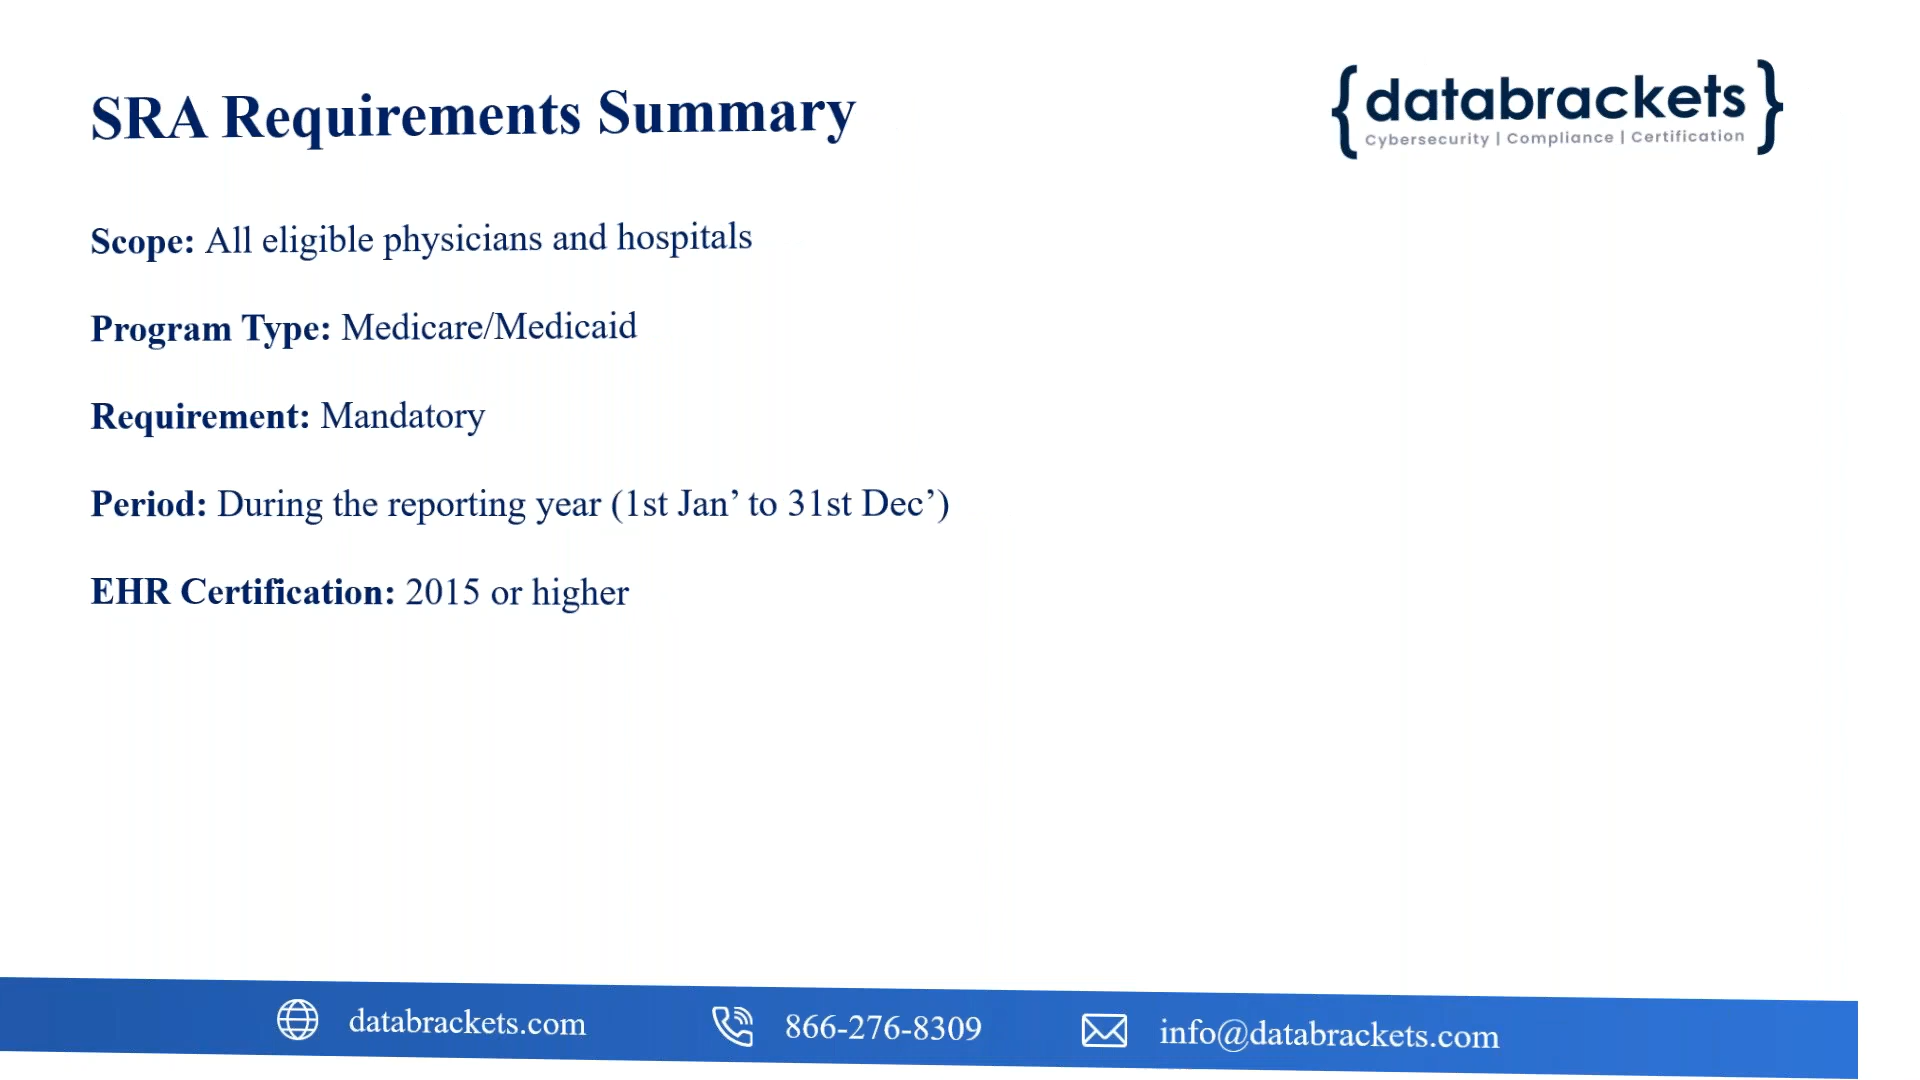 SRA Requirements Summary
{databrackets}
Cybersecurity | Compliance | Certification
Scope: All eligible physicians and hospitals
Program Type: Medicare/Medicaid
Requirement: Mandatory
Period: During the reporting year (1st Jan’ to 31st Dec’)
EHR Certification: 2015 or higher
databrackets.com
866-276-8309
info@databrackets.com